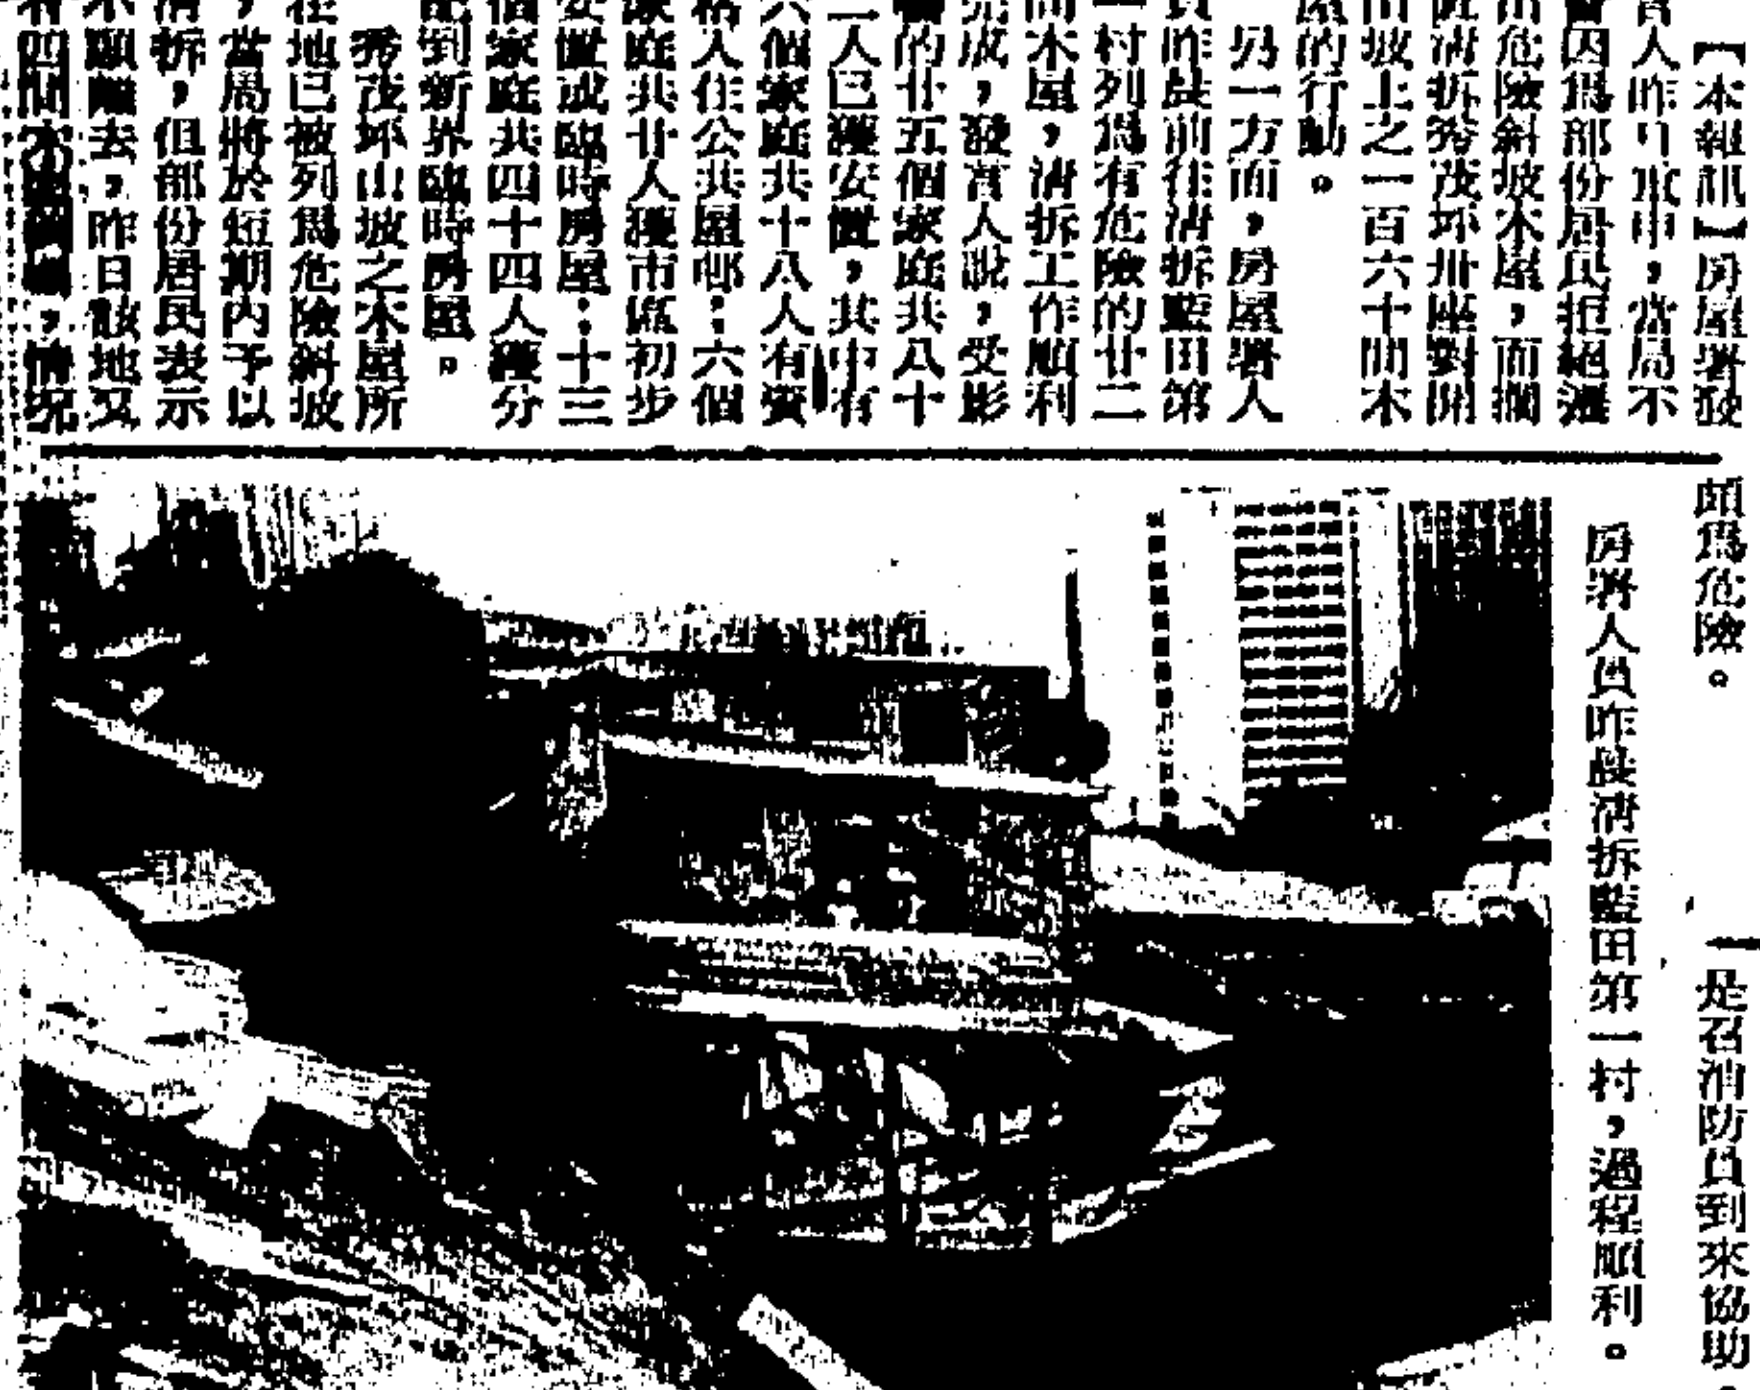 【本報訊】房屋署發
言人昨日重申，當局不
會因爲部份居民拒絕遷
出危險斜坡木屋，而擱
置清拆秀茂坪卅座對開
山坡上之一百六十間木
屋的行動。
另一方面，房屋署人
員昨晨前往清拆藍田第
一村列爲有危險的廿二
間木屋，清拆工作順利
完成，發言人說，受影
響的廿五個家庭共八十
二人已獲安置，其中有
六個家庭共十八人有資
格入住公共屋邨；六個
家庭共廿人獲市區初步
安置或臨時房屋；十三
個家庭共四十四人獲分
配到新界臨時房屋。
秀茂坪山坡之木屋所
在地已被列爲危險斜坡
，當局將於短期內予以
清拆，但部份居民表示
不願離去，昨日該地又
有四間木屋，情况
頗爲危險。
房署人員昨晨清拆藍田第一村，過程順利。
是召消防員到來協助。